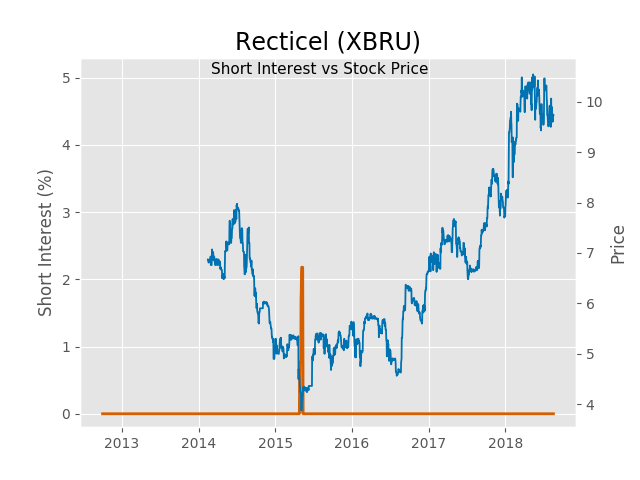 Recticel (XBRU)
Short Interest vs Stock Price
Short Interest (%)
5
4
3
2
1
0
10
9
8
7
6
5
4
Price
2013 2014 2015 2016 2017 2018